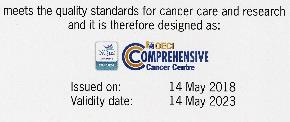 meets the quality standards for cancer care and research
and it is therefore designed as:
OECI
COMPREHENSIVE
Cancer Centre
Issued on: 14 May 2018
Validity date: 14 May 2023